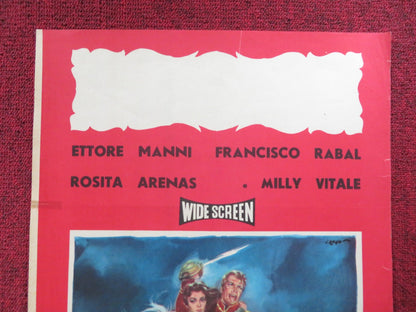 ETTORE MANNI FRANCISCO RABAL
ROSITA ARENAS • MILLY VITALE
WIDE SCREEN